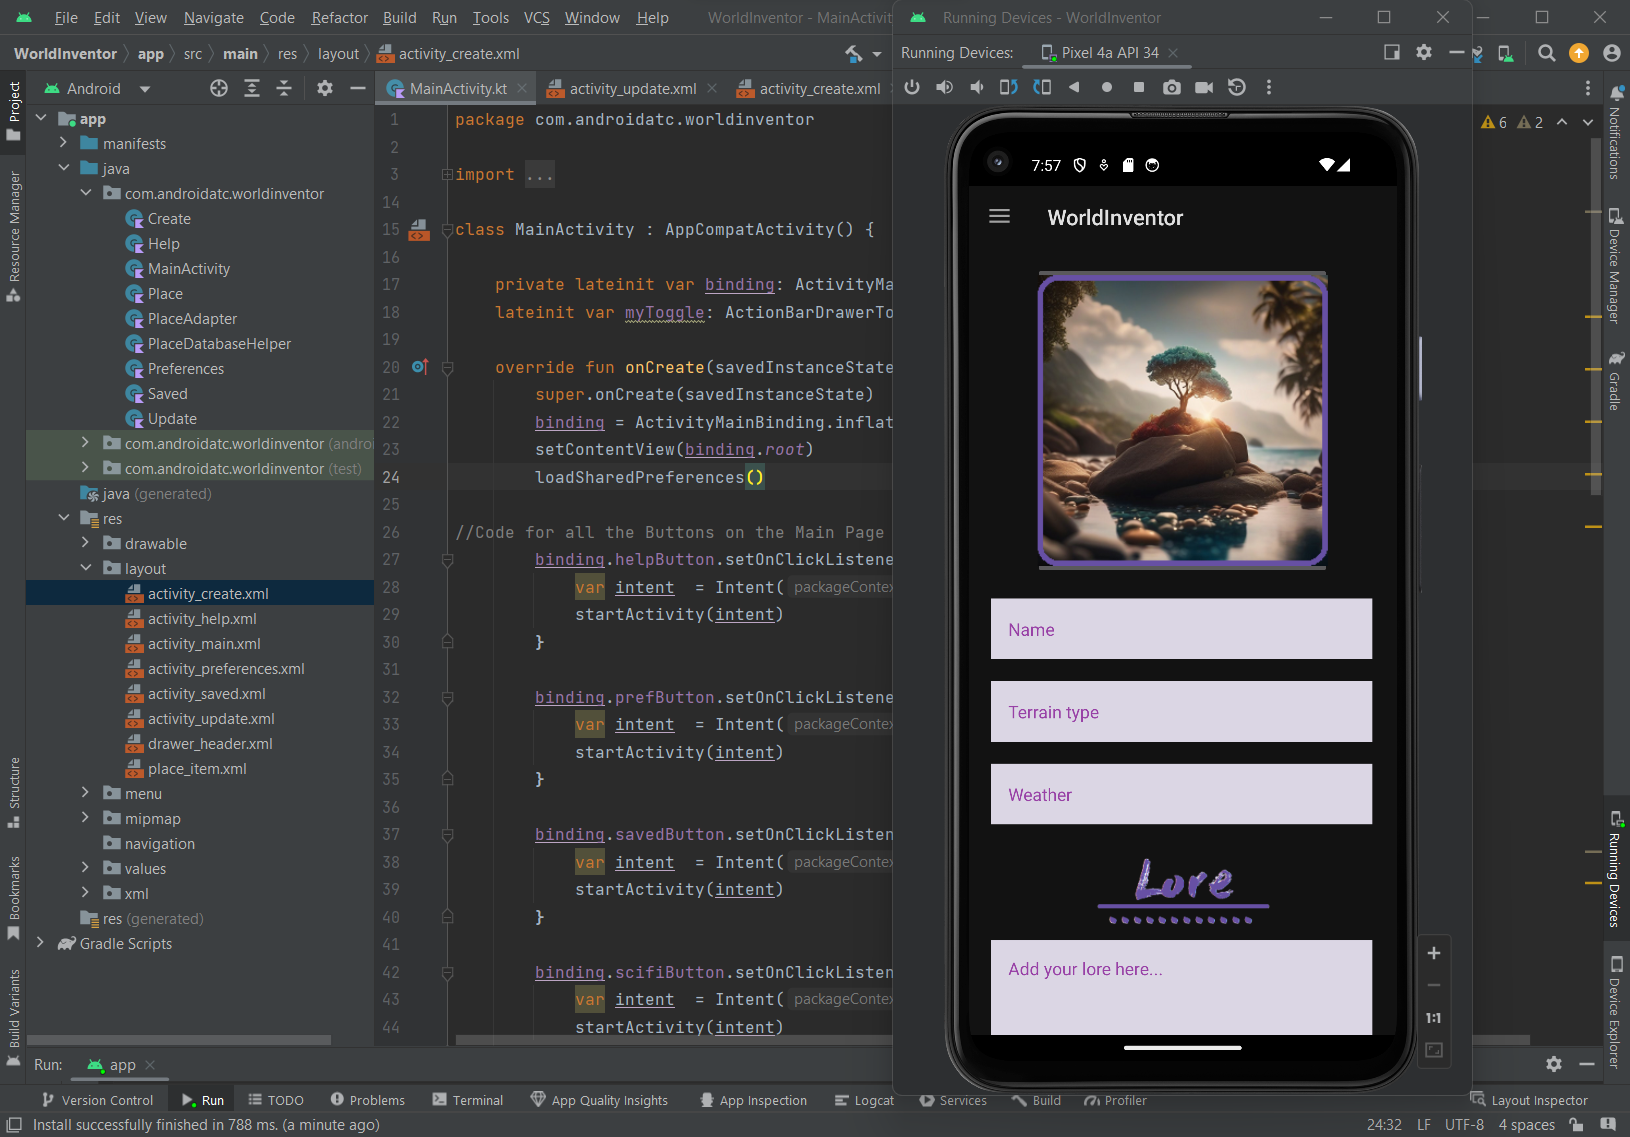 File Edit View Navigate Code Refactor Build Run Tools VCS Window Help WorldInventor - MainActivit
Running Devices - WorldInventor
WorldInventor app src main res layout activity_create.xml
Running Devices: Pixel 4a API 34
Android
MainActivity.kt activity_update.xml activity_create.xml
Project
Resource Manager
Structure
Bookmarks
Build Variants
app
manifests
java
com.androidatc.worldinventor
Create
Help
MainActivity
Place
PlaceAdapter
PlaceDatabaseHelper
Preferences
Saved
Update
com.androidatc.worldinventor (andro
com.androidatc.worldinventor (test)
java (generated)
res
drawable
layout
activity_create.xml
activity_help.xml
activity_main.xml
activity_preferences.xml
activity_saved.xml
activity_update.xml
drawer_header.xml
place_item.xml
menu
mipmap
navigation
values
xml
res (generated)
Gradle Scripts
1 package com.androidatc.worldinventor
2
3 import ...
14
15 class MainActivity : AppCompatActivity() {
16
17 private lateinit var binding: ActivityMa
18 lateinit var myToggle: ActionBarDrawerTo
19
20 override fun onCreate(savedInstanceState
21 super.onCreate(savedInstanceState)
22 binding = ActivityMainBinding.inflat
23 setContentView(binding.root)
24 loadSharedPreferences()
25
26 //Code for all the Buttons on the Main Page
27 binding.helpButton.setOnClickListene
28 var intent = Intent( packageContex
29 startActivity(intent)
30 }
31
32 binding.prefButton.setOnClickListene
33 var intent = Intent( packageContex
34 startActivity(intent)
35 }
36
37 binding.savedButton.setOnClickListen
38 var intent = Intent( packageContex
39 startActivity(intent)
40 }
41
42 binding.scifiButton.setOnClickListen
43 var intent = Intent( packageContex
44 startActivity(intent)
7:57
WorldInventor
Name
Terrain type
Weather
Lore
Add your lore here...
1:1
6 2
Notifications
Device Manager
Gradle
Running Devices
Device Explorer
Run: app
Version Control Run TODO Problems Terminal App Quality Insights App Inspection Logcat Services Build Profiler Layout Inspector
Install successfully finished in 788 ms. (a minute ago)
24:32 LF UTF-8 4 spaces